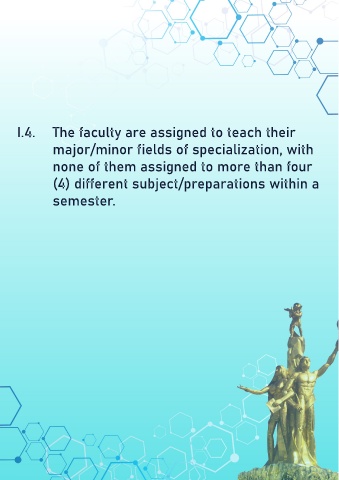 I.4. The faculty are assigned to teach their
major/minor fields of specialization, with
none of them assigned to more than four
(4) different subject/preparations within a
semester.